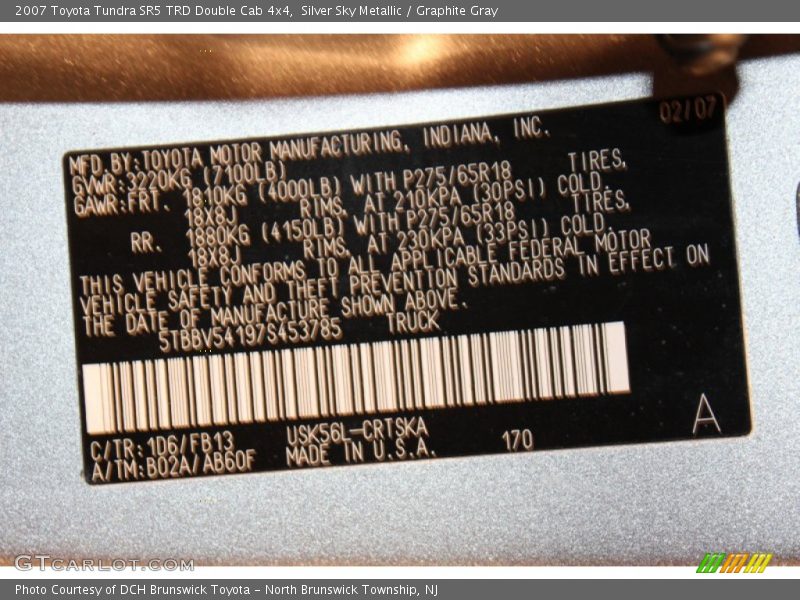 2007 Toyota Tundra SR5 TRD Double Cab 4x4,  Silver Sky Metallic / Graphite Gray
02/07
MFD. BY: TOYOTA MOTOR MANUFACTURING, INDIANA, INC.
GVWR: 3220KG (7100LB)
GAWR: FRT. 1810KG (4000LB) WITH P275/65R18 TIRES,
18X8J RIMS, AT 210KPA (30PSI) COLD.
RR. 1880KG (4150LB) WITH P275/65R18 TIRES,
18X8J RIMS, AT 230KPA (33PSI) COLD.
THIS VEHICLE CONFORMS TO ALL APPLICABLE FEDERAL MOTOR
VEHICLE SAFETY AND THEFT PREVENTION STANDARDS IN EFFECT ON
THE DATE OF MANUFACTURE SHOWN ABOVE.
5TBBV54197S453785 TRUCK
C/TR: 1D6/FB13 USK56L-CRTSKA 170 A
A/TM: B02A/AB60F MADE IN U.S.A.
GTCarLot.com
Photo Courtesy of DCH Brunswick Toyota - North Brunswick Township, NJ